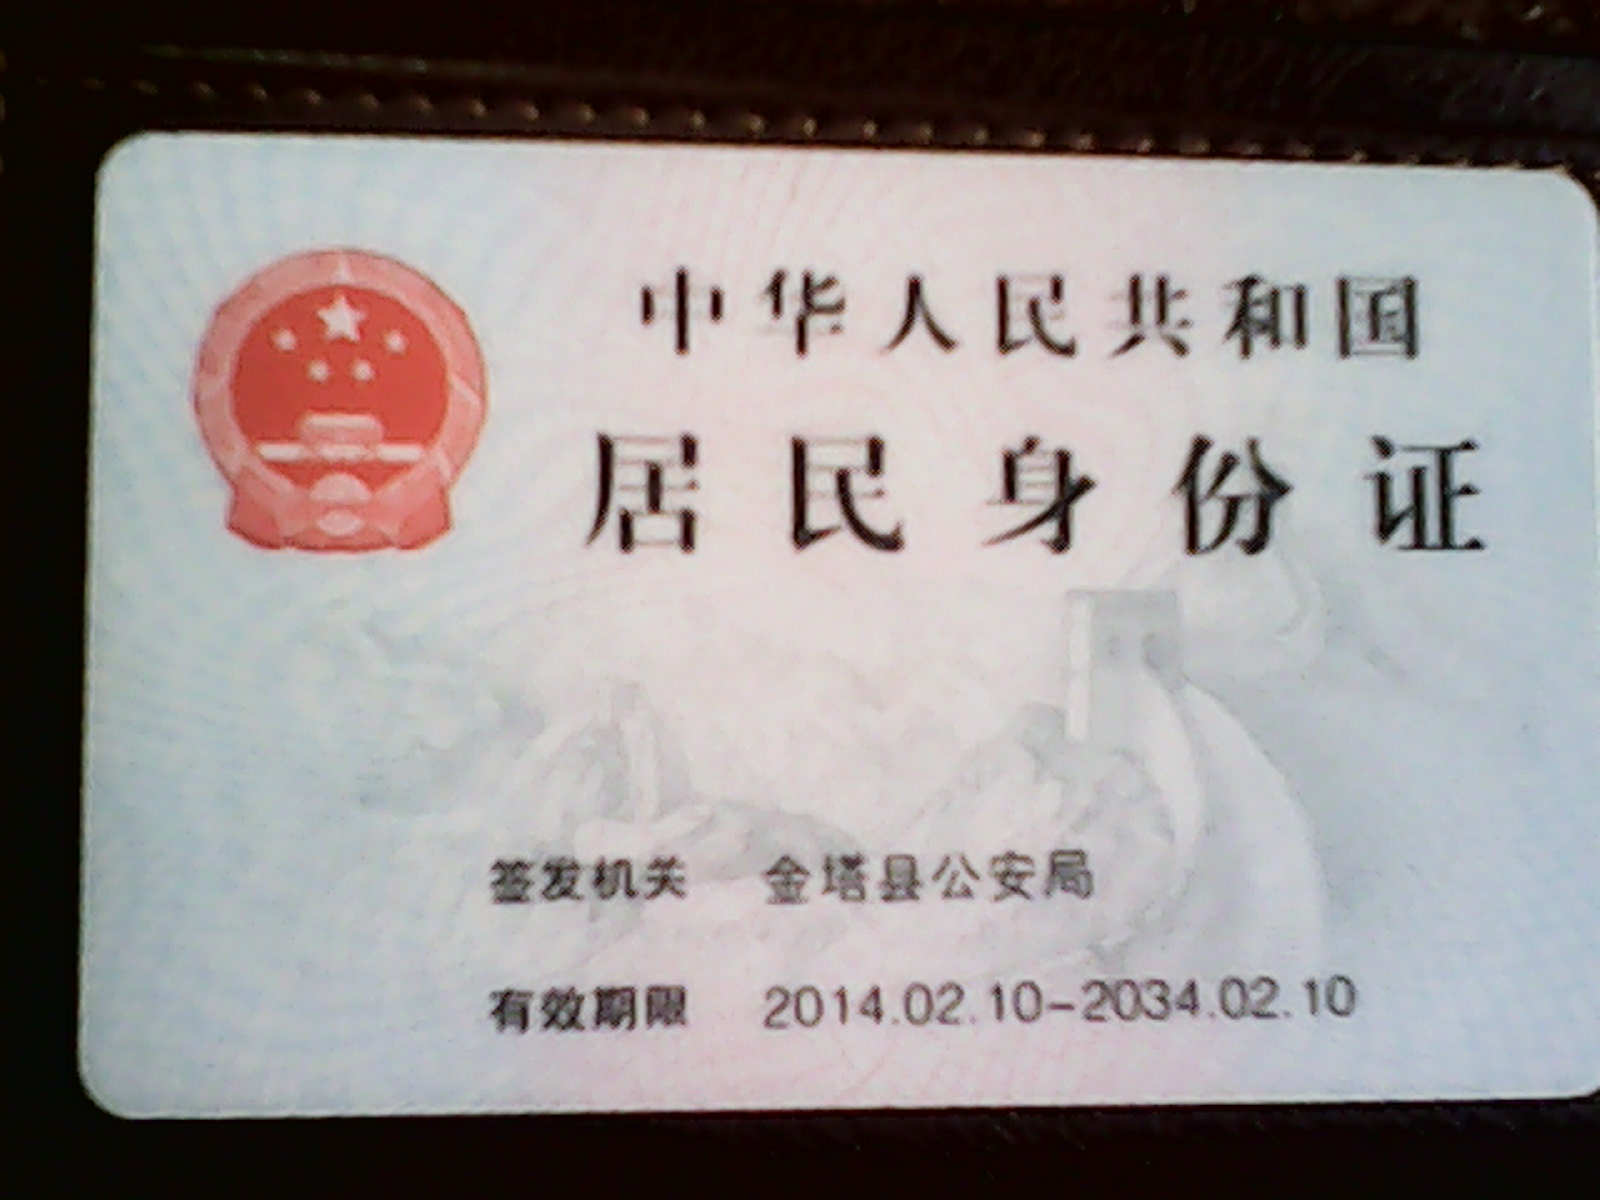 中华人民共和国
居民身份证
签发机关 金塔县公安局
有效期限 2014.02.10-2034.02.10